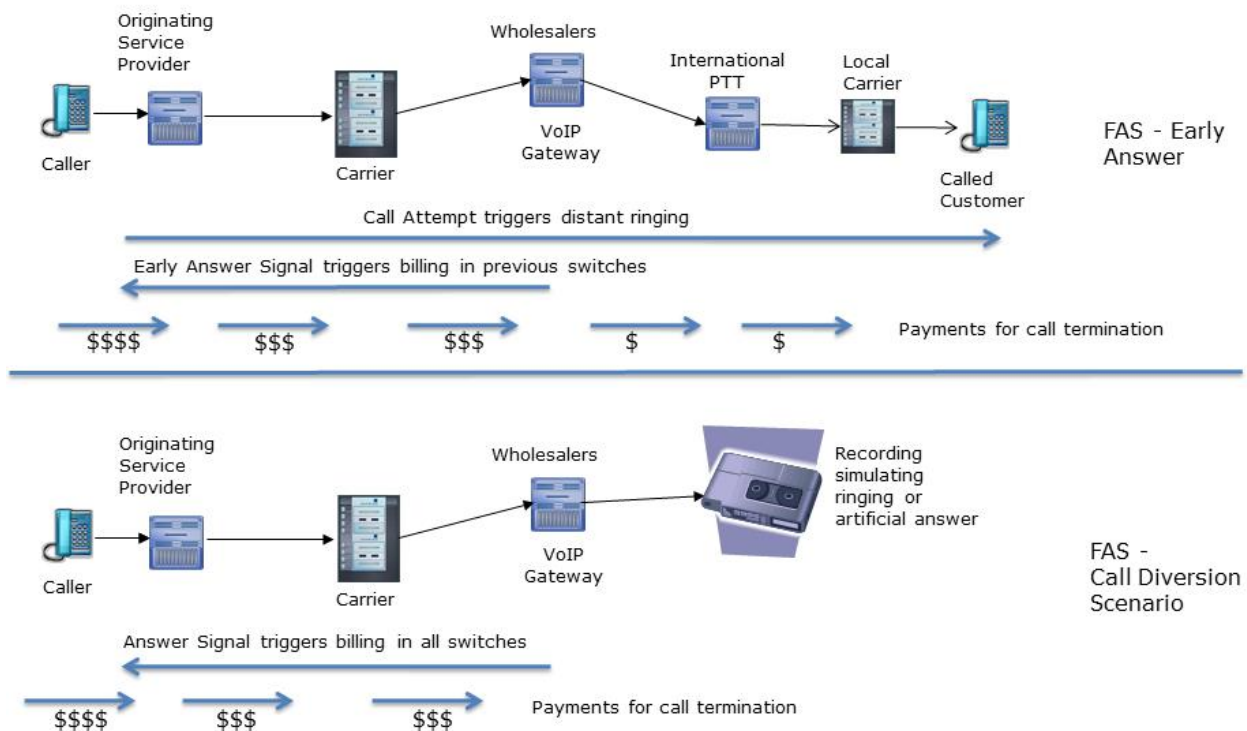 Originating
Service
Provider
Wholesalers
International
PTT
Local
Carrier
Caller
Carrier
VoIP
Gateway
Called
Customer
FAS - Early
Answer
Call Attempt triggers distant ringing
Early Answer Signal triggers billing in previous switches
$$$$
$$$
$$$
$
$
Payments for call termination
Originating
Service
Provider
Wholesalers
Recording
simulating
ringing or
artificial answer
Caller
Carrier
VoIP
Gateway
FAS -
Call Diversion
Scenario
Answer Signal triggers billing in all switches
$$$$
$$$
$$$
Payments for call termination